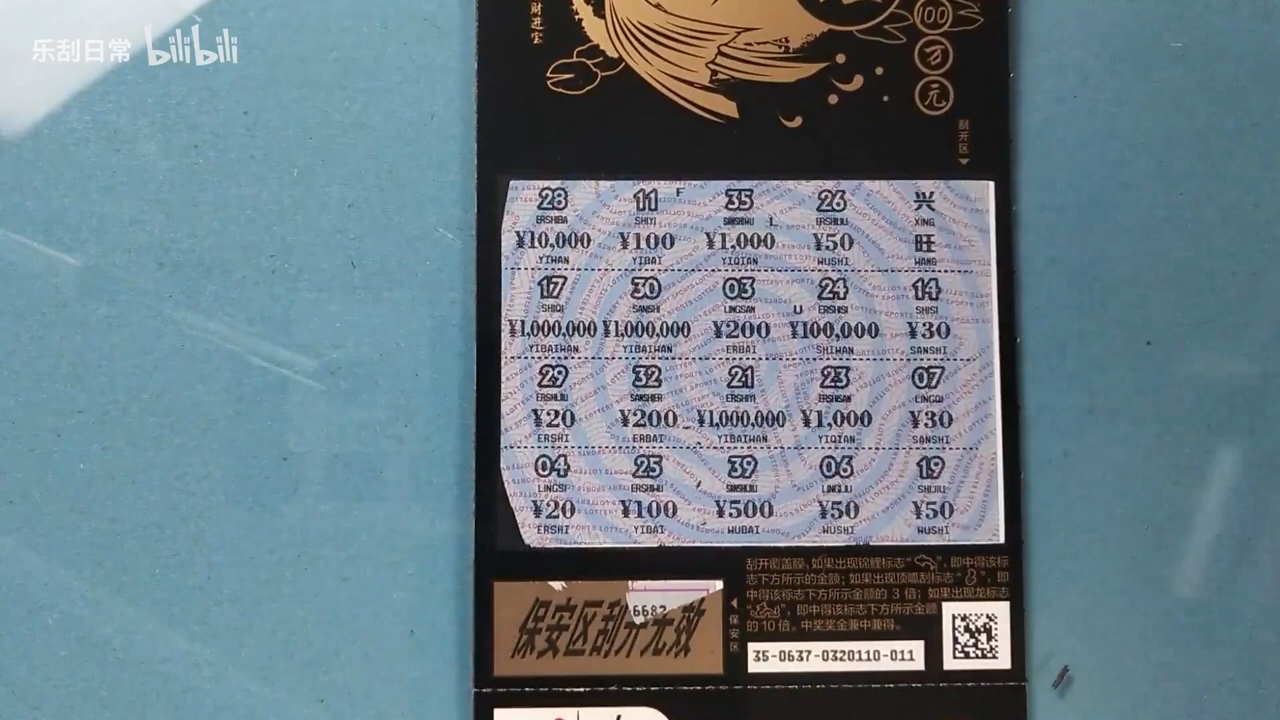 乐刮日常 bilibili
财进宝
100
万
元
刮开区
28 11 F 35 26 兴
ERSHIBA SHIYI SANSHIWU I ERSHILIU XING
¥10,000 ¥100 ¥1,000 ¥50 旺
YIWAN YIBAI YIQIAN WUSHI WANG
17 30 03 24 14
SHIQI SANSHI LINGSAN U ERSHISI SHISI
¥1,000,000 ¥1,000,000 ¥200 ¥100,000 ¥30
YIBAIWAN YIBAIWAN ERBAI SHIWAN SANSHI
29 32 21 23 07
ERSHIJIU SANSHIER ERSHIYI ERSHISAN LINGQI
¥20 ¥200 ¥1,000,000 ¥1,000 ¥30
ERSHI ERBAI YIBAIWAN YIQIAN SANSHI
04 25 39 06 19
LINGSI ERSHIWU SANSHIJIU LINGLIU SHIJIU
¥20 ¥100 ¥500 ¥50 ¥50
ERSHI YIBAI WUBAI WUSHI WUSHI
刮开覆盖膜，如果出现锦鲤标志“”，即中得该标
志下方所示的金额；如果出现顶呱刮标志“”，即
中得该标志下方所示金额的 3 倍；如果出现龙标志
“”，即中得该标志下方所示金额
的 10 倍。中奖奖金兼中兼得。
保安区刮开无效
6682
保安区
35-0637-0320110-011